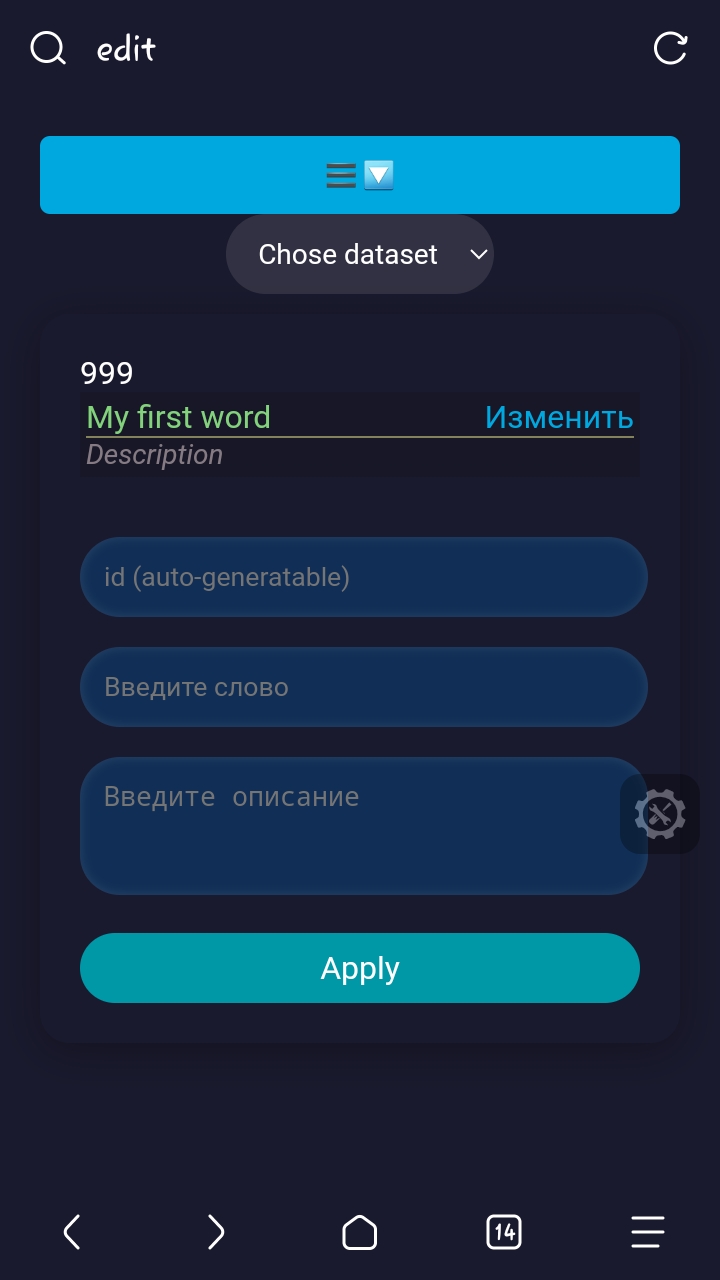 edit
Chose dataset
999
My first word Изменить
Description
id (auto-generatable)
Введите слово
Введите описание
Apply
14